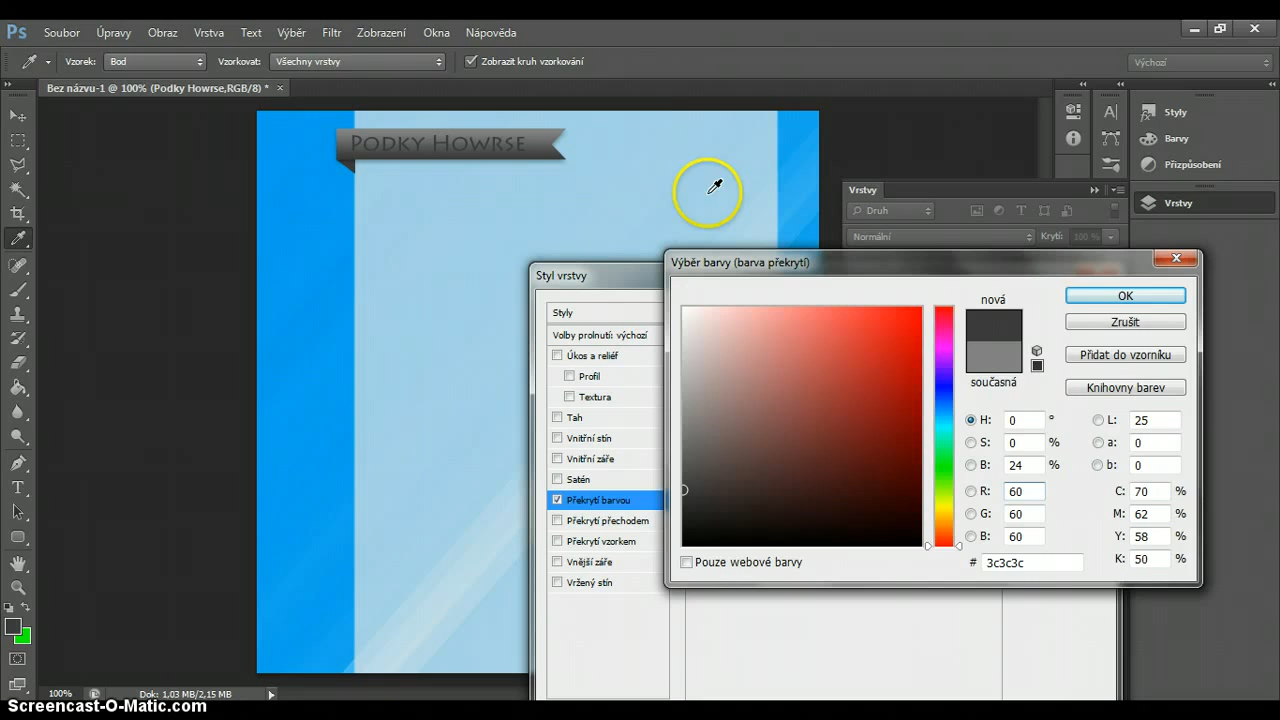 Ps Soubor Úpravy Obraz Vrstva Text Výběr Filtr Zobrazení Okna Nápověda
Vzorek: Bod Vzorkovat: Všechny vrstvy Zobrazit kruh vzorkování Výchozí
Bez názvu-1 @ 100% (Podky Howrse,RGB/8) * ×
Podky Howrse
Styly
Barvy
Přizpůsobení
Vrstvy
Vrstvy
Druh
Normální Krytí: 100 %
Styl vrstvy
Styly
Volby prolnutí: výchozí
Úkos a reliéf
Profil
Textura
Tah
Vnitřní stín
Vnitřní záře
Satén
Překrytí barvou
Překrytí přechodem
Překrytí vzorkem
Vnější záře
Vržený stín
Výběr barvy (barva překrytí)
nová
současná
OK
Zrušit
Přidat do vzorníku
Knihovny barev
H: 0 ° L: 25
S: 0 % a: 0
B: 24 % b: 0
R: 60 C: 70 %
G: 60 M: 62 %
B: 60 Y: 58 %
# 3c3c3c K: 50 %
Pouze webové barvy
100% Dok: 1,03 MB/2,15 MB
Screencast-O-Matic.com